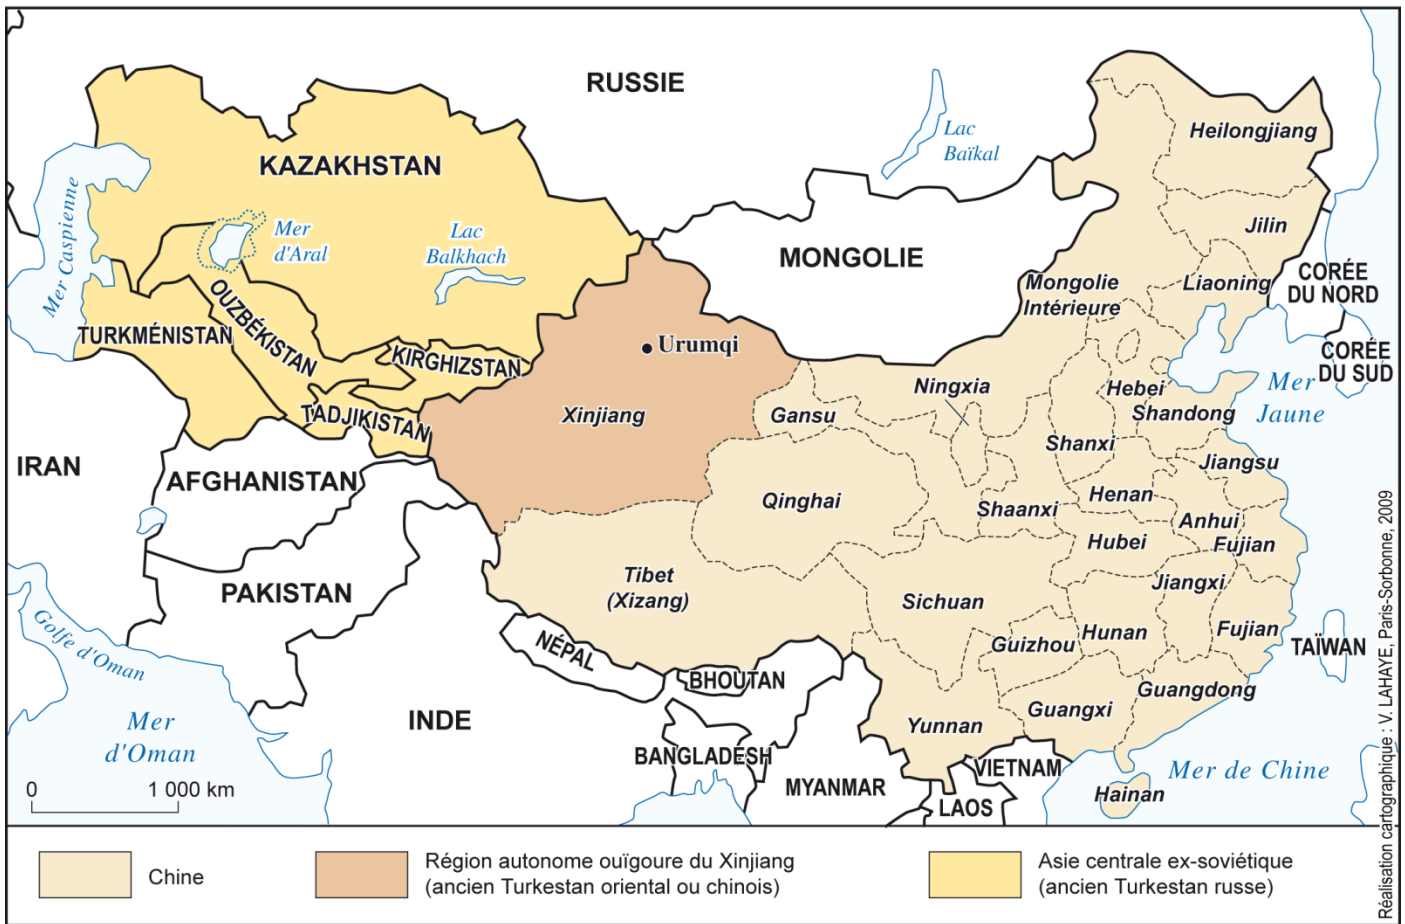 RUSSIE
Lac
Baïkal
Heilongjiang
KAZAKHSTAN
Mer Caspienne
Mer
d'Aral
Lac
Balkhach
MONGOLIE
Jilin
Mongolie
Intérieure
Liaoning
CORÉE
DU NORD
TURKMÉNISTAN
OUZBÉKISTAN
KIRGHIZSTAN
Urumqi
CORÉE
DU SUD
Mer
Jaune
Ningxia
Hebei
Shandong
TADJIKISTAN
Xinjiang
Gansu
Shanxi
IRAN
AFGHANISTAN
Jiangsu
Qinghai
Shaanxi
Henan
Anhui
Hubei
Fujian
PAKISTAN
Tibet
(Xizang)
Sichuan
Jiangxi
Golfe d'Oman
NÉPAL
Guizhou
Hunan
Fujian
TAÏWAN
BHOUTAN
Guangdong
Mer
d'Oman
INDE
Yunnan
Guangxi
BANGLADESH
MYANMAR
VIETNAM
LAOS
Mer de Chine
Hainan
0
1 000 km
Réalisation cartographique : V. LAHAYE, Paris-Sorbonne, 2009
Chine
Région autonome ouïgoure du Xinjiang
(ancien Turkestan oriental ou chinois)
Asie centrale ex-soviétique
(ancien Turkestan russe)